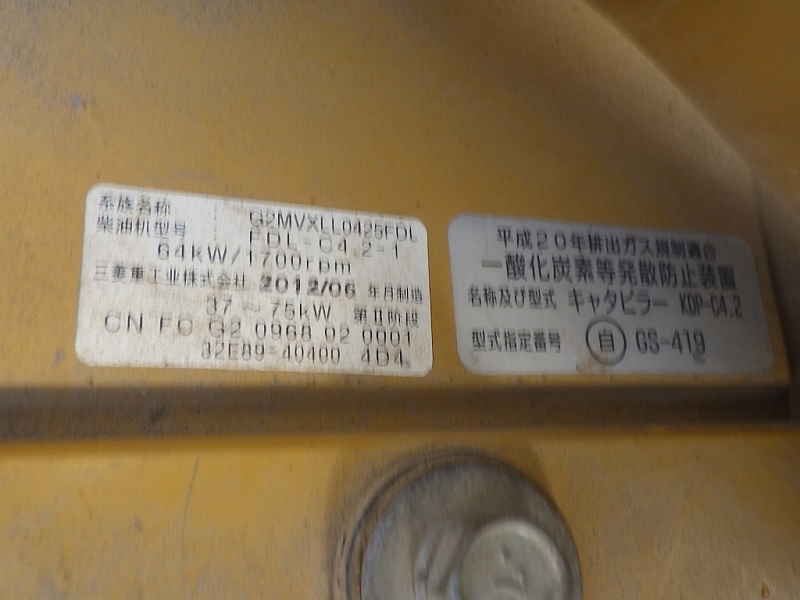 系族名称 G2MVXLL0425FDL
柴油机型号 FDL-C4.2-1
64kW/1700rpm
三菱重工业株式会社 2012/06 年月制造
37~75kW 第Ⅱ阶段
CN FC G2 0968 02 0001
32E89-40400 4D4
平成20年排出ガス規制適合
一酸化炭素等発散防止装置
名称及び型式 キャタピラー KDP-C4.2
型式指定番号 自 GS-419